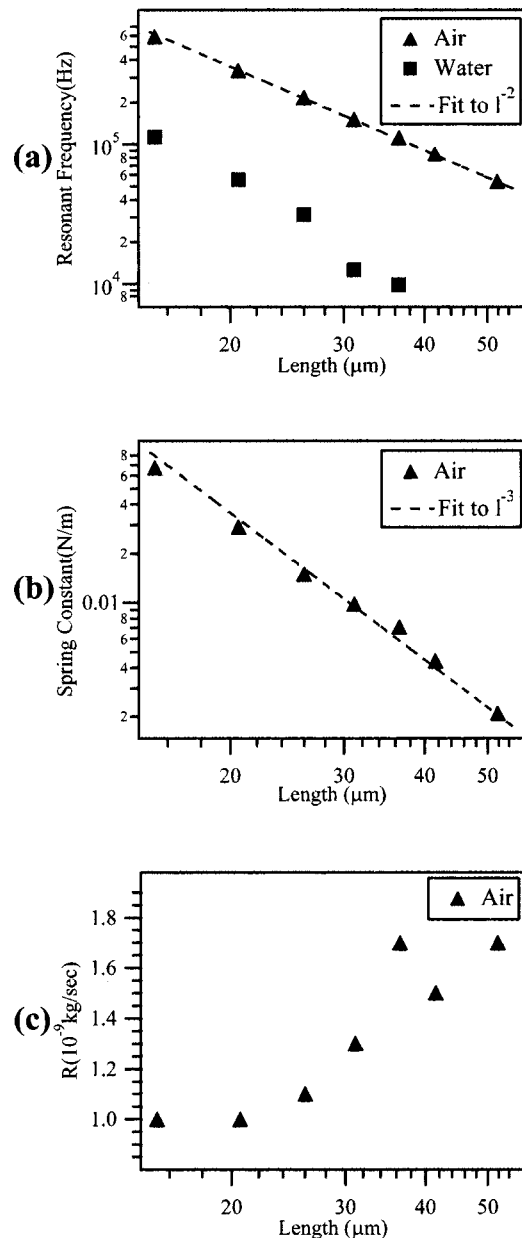 (a)
Resonant Frequency(Hz)
6
4
2
10^5
8
6
4
2
10^4
8
Air
Water
Fit to l^-2
20 30 40 50
Length (μm)
(b)
Spring Constant(N/m)
8
6
4
2
0.01
8
6
4
2
Air
Fit to l^-3
20 30 40 50
Length (μm)
(c)
R(10^-9kg/sec)
1.8
1.6
1.4
1.2
1.0
Air
20 30 40 50
Length (μm)